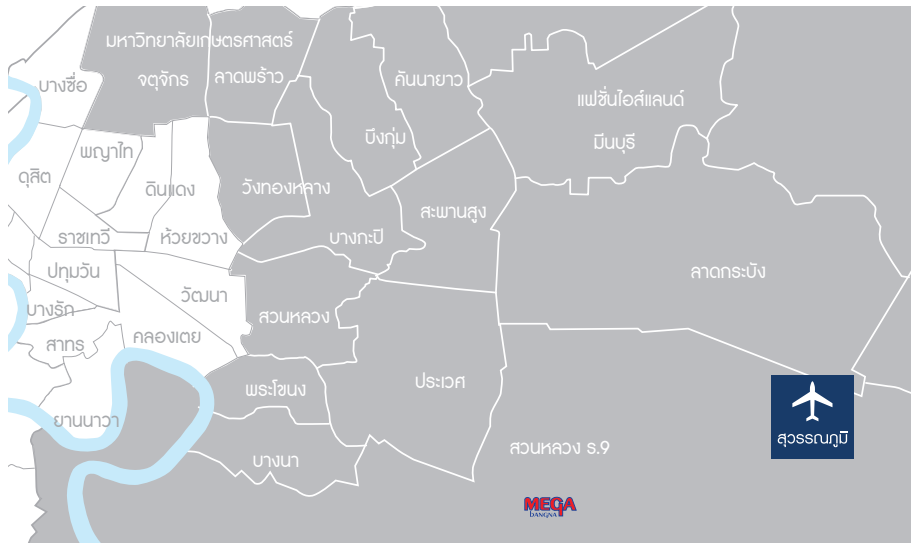 มหาวิทยาลัยเกษตรศาสตร์
บางซื่อ
จตุจักร
ลาดพร้าว
คันนายาว
แฟชั่นไอส์แลนด์
บึงกุ่ม
มีนบุรี
พญาไท
ดุสิต
ดินแดง
วังทองหลาง
สะพานสูง
ราชเทวี
ห้วยขวาง
บางกะปิ
ปทุมวัน
ลาดกระบัง
วัฒนา
บางรัก
สวนหลวง
สาทร
คลองเตย
ประเวศ
พระโขนง
ยานนาวา
สุวรรณภูมิ
สวนหลวง ร.9
บางนา
MEGA
BANGNA